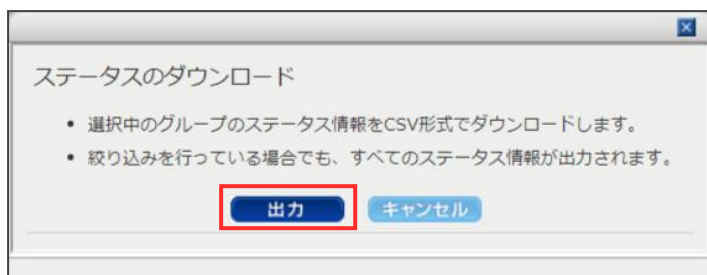 ステータスのダウンロード
• 選択中のグループのステータス情報をCSV形式でダウンロードします。
• 絞り込みを行っている場合でも、すべてのステータス情報が出力されます。
出力 キャンセル